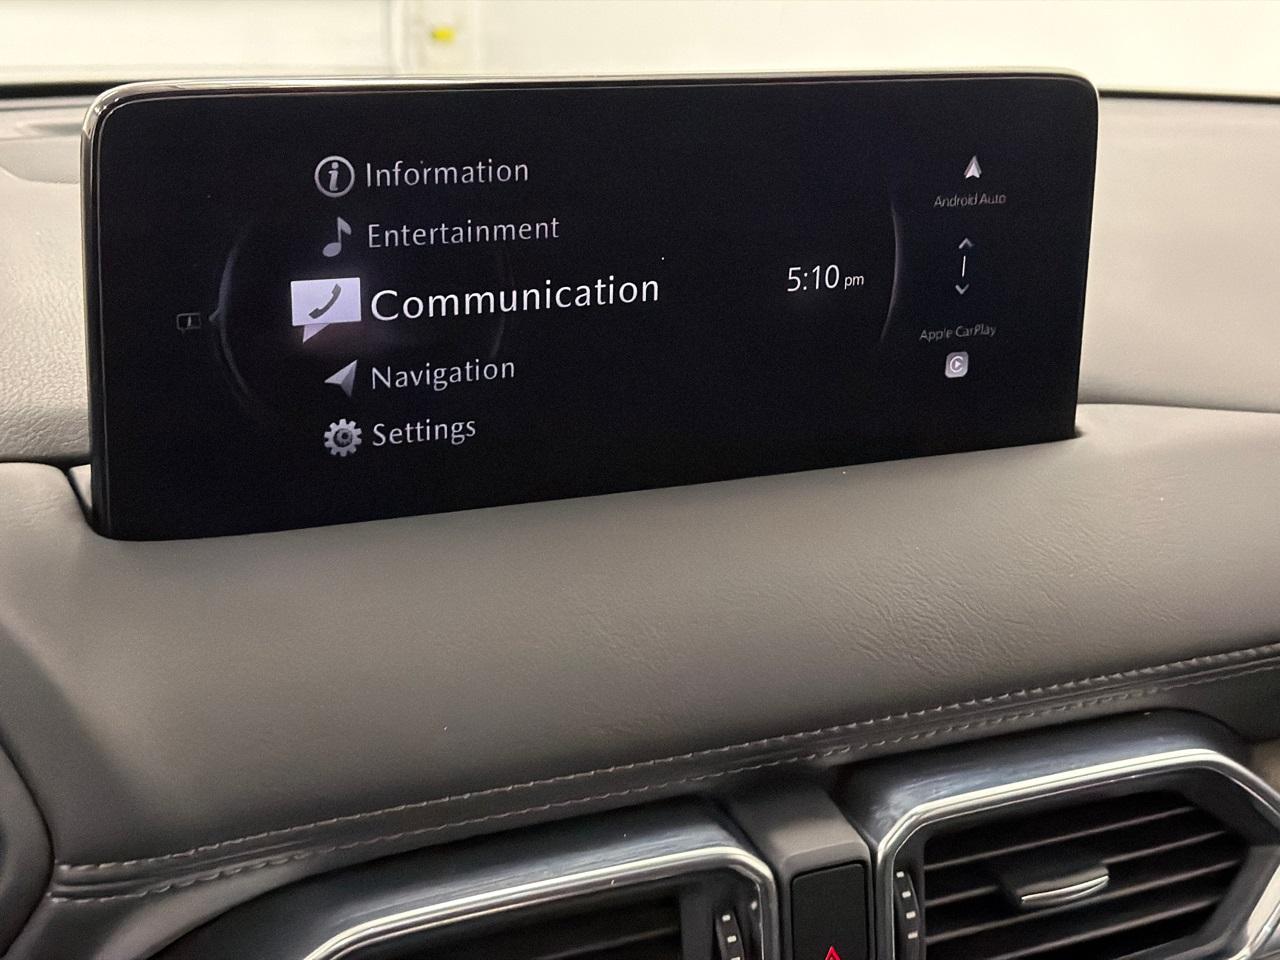 Information
Entertainment
Communication
Navigation
Settings
5:10 pm
Android Auto
Apple CarPlay